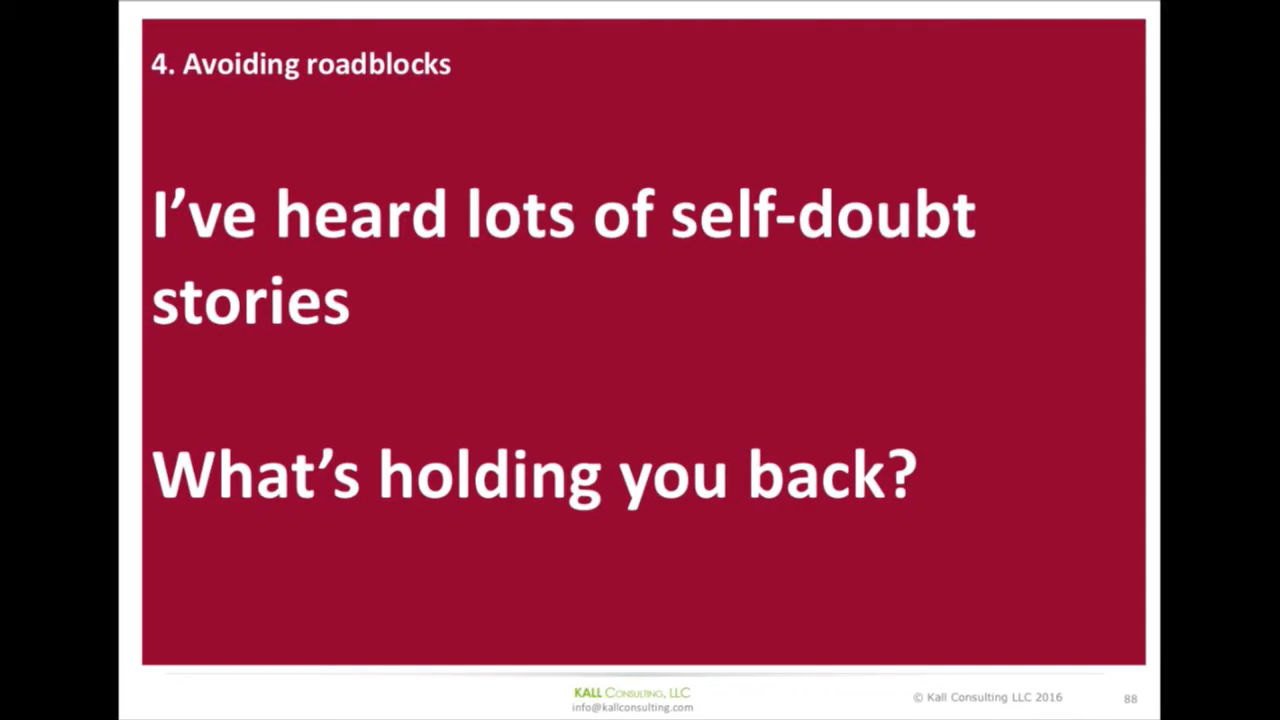 4. Avoiding roadblocks
I’ve heard lots of self-doubt
stories
What’s holding you back?
KALL CONSULTING, LLC
info@kallconsulting.com
© Kall Consulting LLC 2016
88